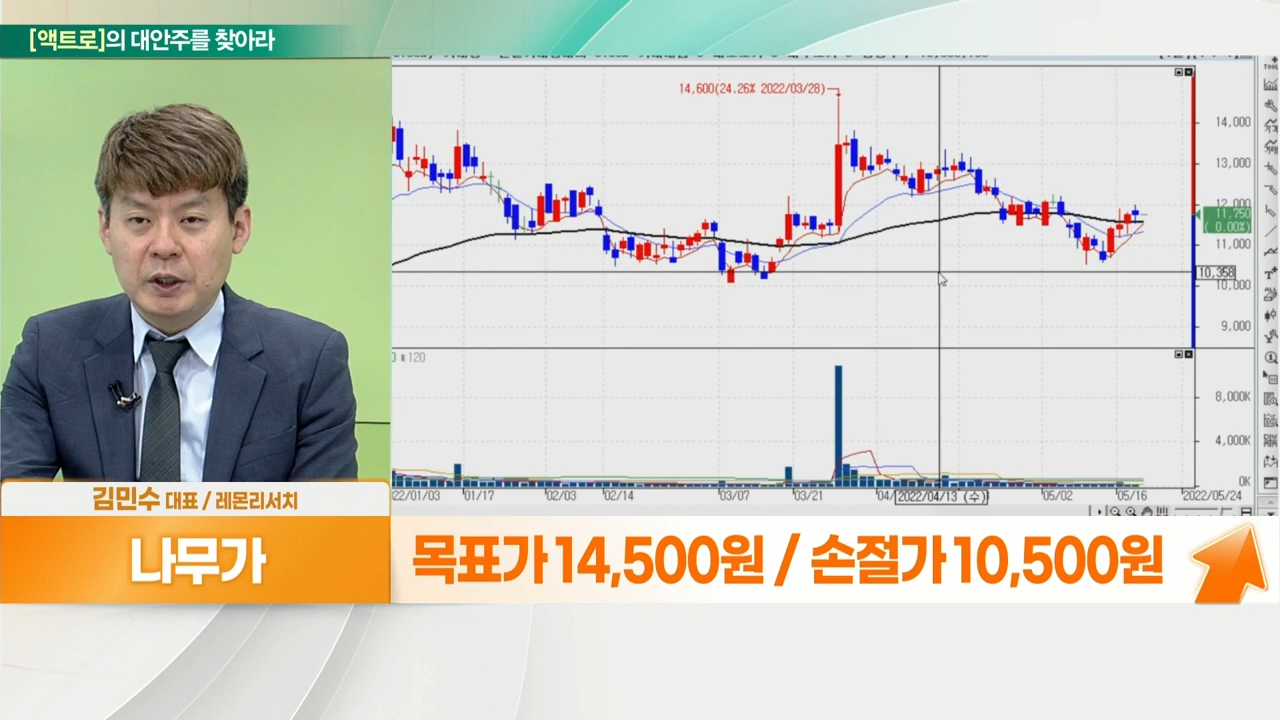 [액트로]의 대안주를 찾아라
14,600(24.26% 2022/03/28)
14,000
13,000
12,000
11,750
( 0.00%)
11,000
10,358
10,000
9,000
120
8,000K
4,000K
0K
22/01/03
01/17
02/03
02/14
03/07
03/21
04/
2022/04/13 (수)
05/02
05/16
2022/05/24
김민수 대표 / 레몬리서치
나무가
목표가 14,500원 / 손절가 10,500원